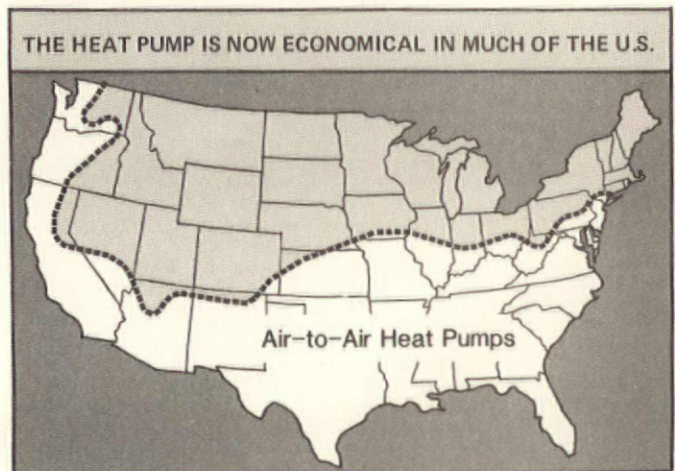 THE HEAT PUMP IS NOW ECONOMICAL IN MUCH OF THE U.S.
Air-to-Air Heat Pumps